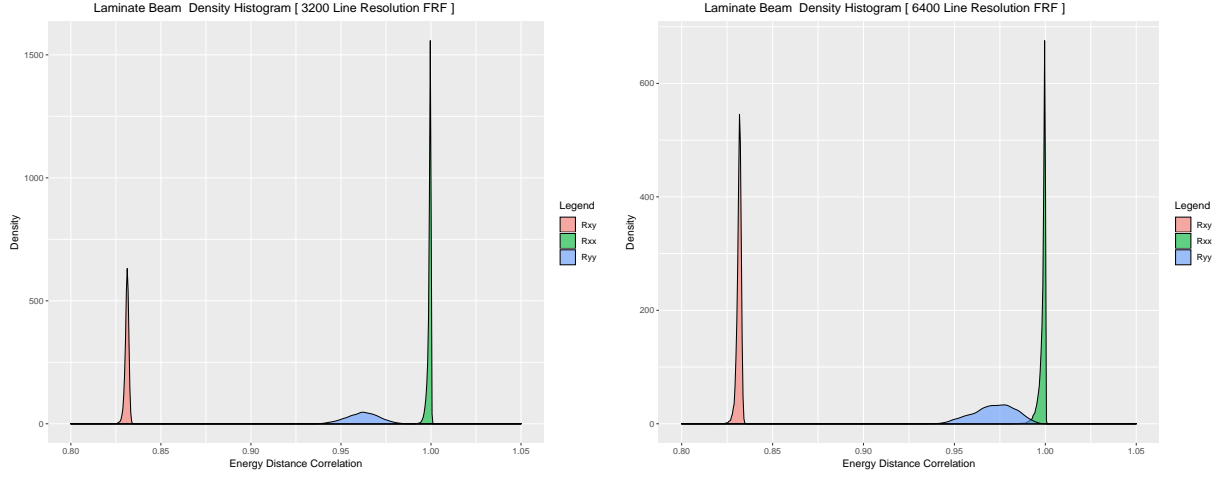 Laminate Beam Density Histogram [ 3200 Line Resolution FRF ]
1500
1000
500
0
Density
0.80 0.85 0.90 0.95 1.00 1.05
Energy Distance Correlation
Legend
Rxy
Rxx
Ryy
Laminate Beam Density Histogram [ 6400 Line Resolution FRF ]
600
400
200
0
Density
0.80 0.85 0.90 0.95 1.00 1.05
Energy Distance Correlation
Legend
Rxy
Rxx
Ryy